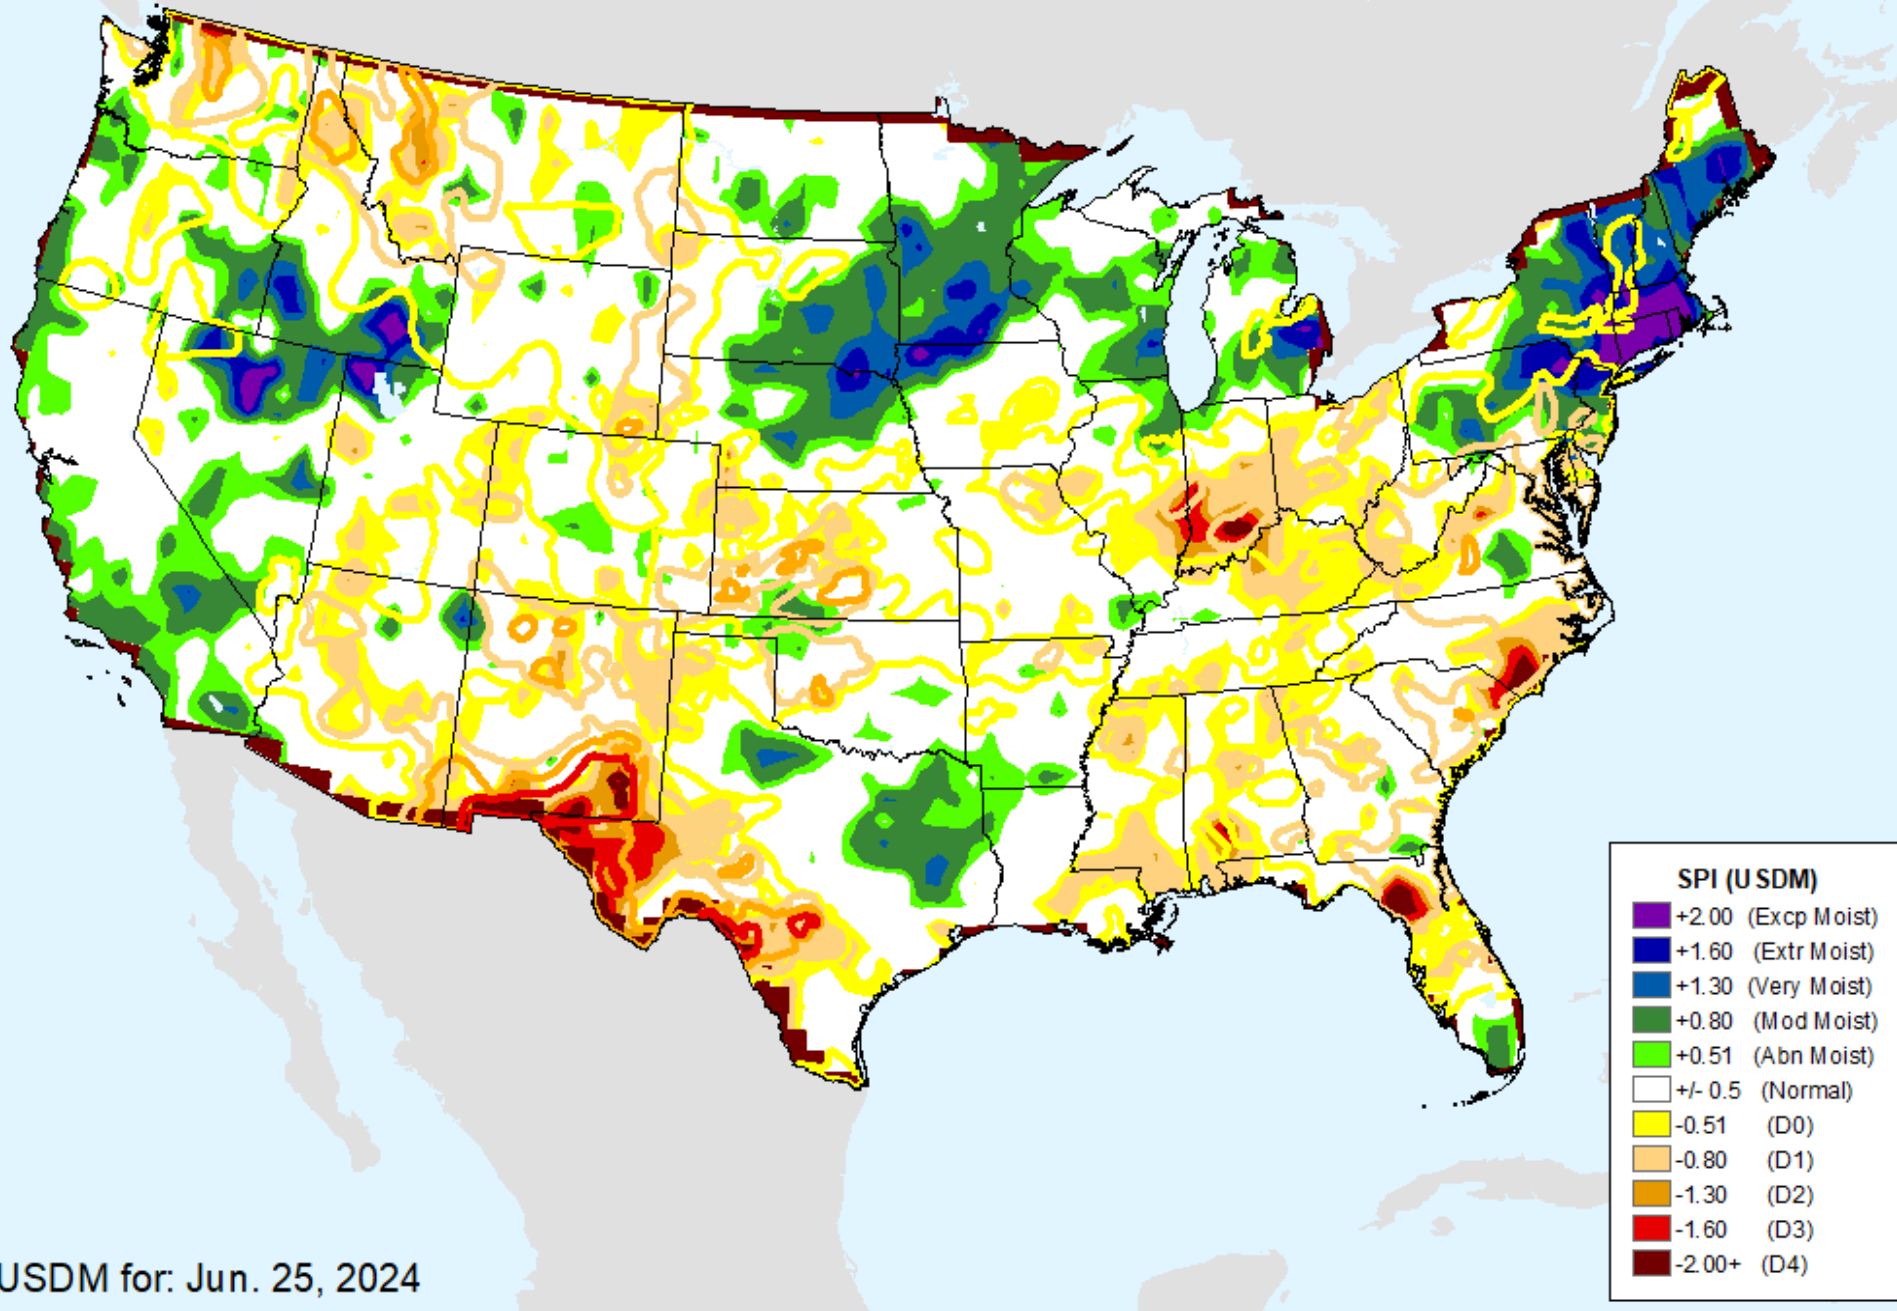 SPI (USDM)
+2.00 (Excp Moist)
+1.60 (Extr Moist)
+1.30 (Very Moist)
+0.80 (Mod Moist)
+0.51 (Abn Moist)
+/- 0.5 (Normal)
-0.51 (D0)
-0.80 (D1)
-1.30 (D2)
-1.60 (D3)
-2.00+ (D4)
USDM for: Jun. 25, 2024